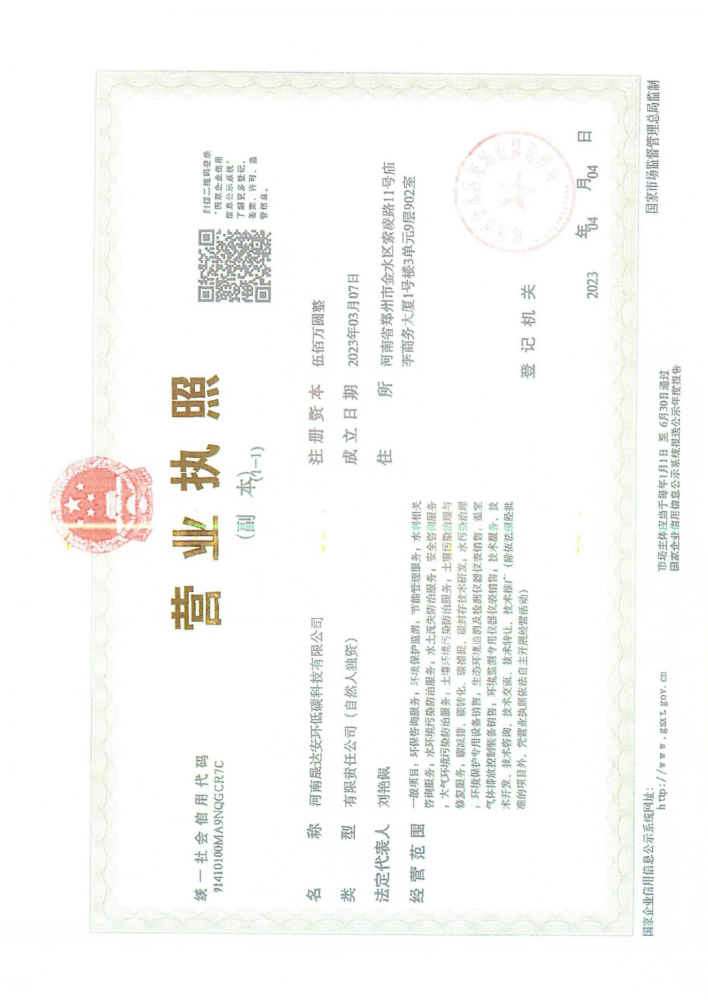 营业执照
(副 本)(1-1)
统一社会信用代码
91410100MA9NQGCR7C
扫描二维码登录
‘国家企业信用
信息公示系统’
了解更多登记、
备案、许可、监
管信息。
名 称 河南晟达安环低碳科技有限公司
类 型 有限责任公司（自然人独资）
法定代表人 刘艳佩
经营范围 一般项目：环保咨询服务；环境保护监测；节能管理服务；水利相关
咨询服务；水环境污染防治服务；水土流失防治服务；安全咨询服务
；大气环境污染防治服务；土壤环境污染防治服务；土壤污染治理与
修复服务；碳减排、碳转化、碳捕捉、碳封存技术研发；水污染治理
；环境保护专用设备销售；生态环境监测及检测仪器仪表销售；温室
气体排放控制装备销售；环境监测专用仪器仪表销售；技术服务、技
术开发、技术咨询、技术交流、技术转让、技术推广（除依法须经批
准的项目外，凭营业执照依法自主开展经营活动）
注册资本 伍佰万圆整
成立日期 2023年03月07日
住 所 河南省郑州市金水区索凌路11号庙
李商务大厦1号楼3单元9层902室
登记机关
郑州市金水区市场监督管理局
2023 年 04 月 04 日
国家企业信用信息公示系统网址：
http://www.gsxt.gov.cn
市场主体应当于每年1月1日 至 6月30日通过
国家企业信用信息公示系统报送公示年度报告
国家市场监督管理总局监制